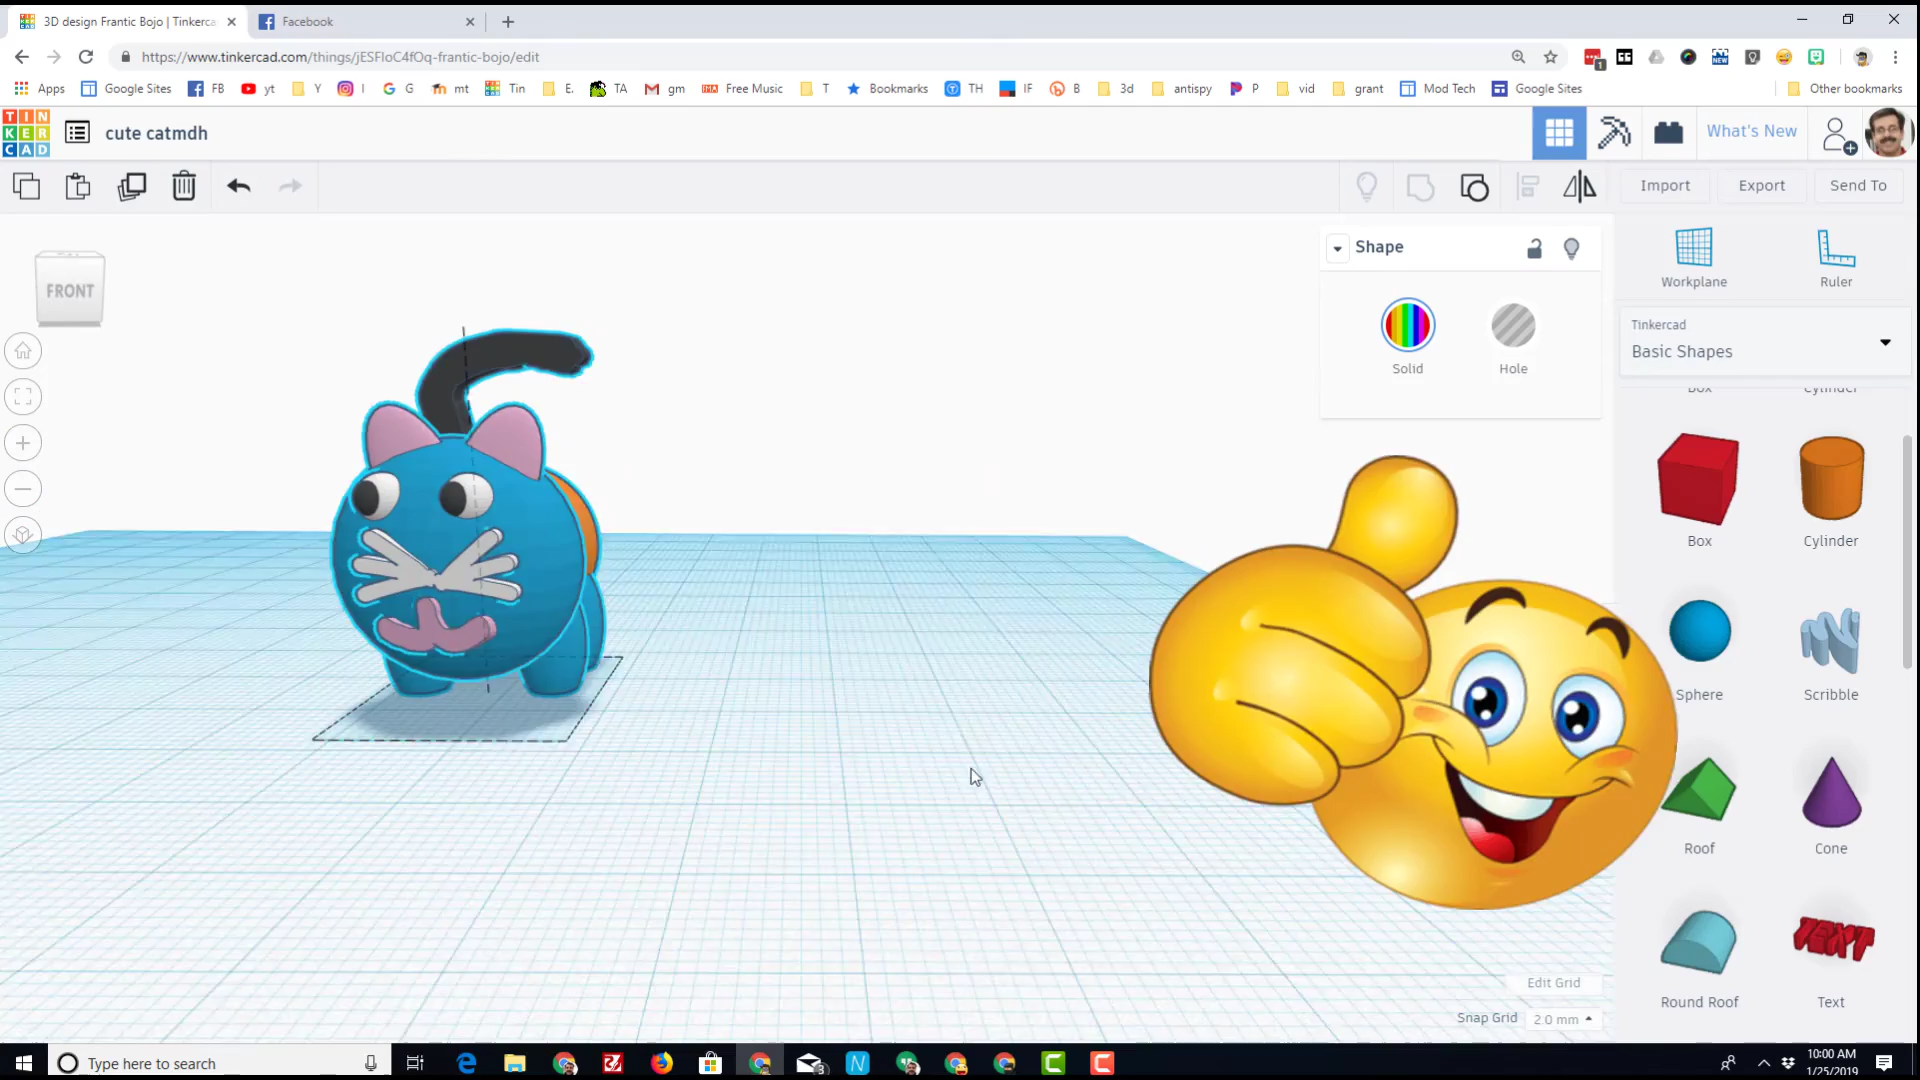 3D design Frantic Bojo | Tinkerca
Facebook
https://www.tinkercad.com/things/jESFIoC4fOq-frantic-bojo/edit
Apps
Google Sites
FB
yt
Y
I
G
mt
Tin
E.
TA
gm
Free Music
T
Bookmarks
TH
IF
B
3d
antispy
P
vid
grant
Mod Tech
Google Sites
Other bookmarks
TIN
KER
CAD
cute catmdh
What's New
Import
Export
Send To
FRONT
Shape
Solid
Hole
Workplane
Ruler
Tinkercad
Basic Shapes
Box
Cylinder
Box
Cylinder
Sphere
Scribble
Roof
Cone
TEXT
Round Roof
Text
Edit Grid
Snap Grid
2.0 mm
Type here to search
10:00 AM
1/25/2019